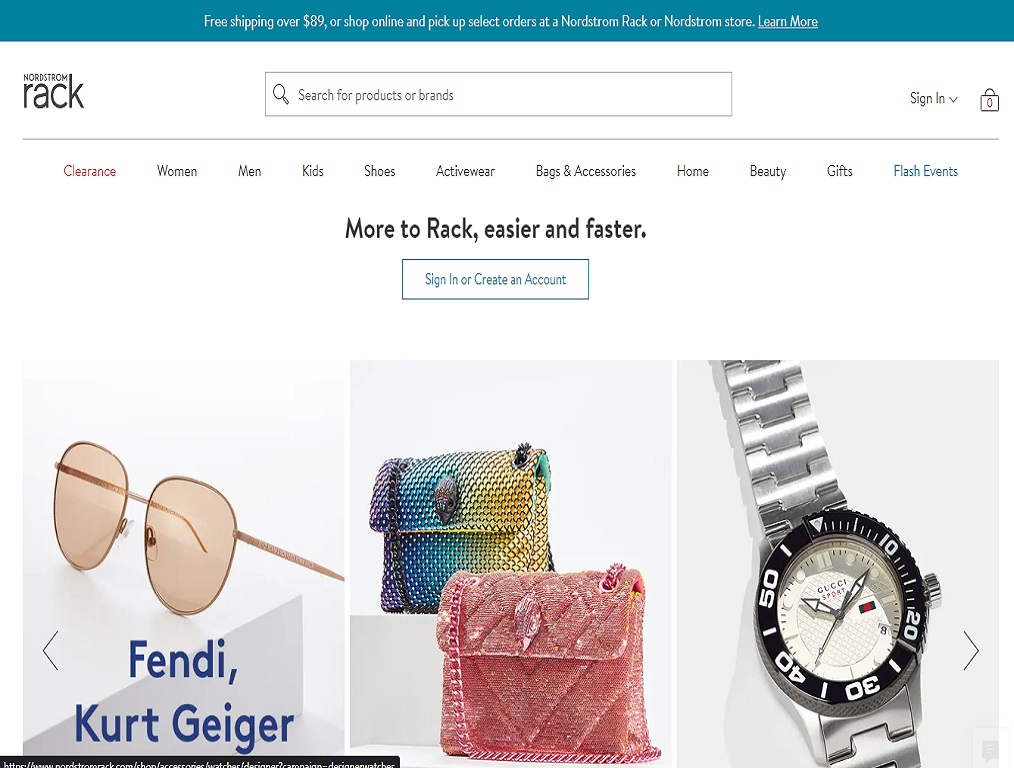 Free shipping over $89, or shop online and pick up select orders at a Nordstrom Rack or Nordstrom store. Learn More
NORDSTROM
rack
Search for products or brands
Sign In
0
Clearance Women Men Kids Shoes Activewear Bags & Accessories Home Beauty Gifts Flash Events
More to Rack, easier and faster.
Sign In or Create an Account
Fendi,
Kurt Geiger
10
20
30
40
50
GUCCI
SPORT
8
https://www.nordstromrack.com/shop/accessories/watches/designer?campaign=designerwatches